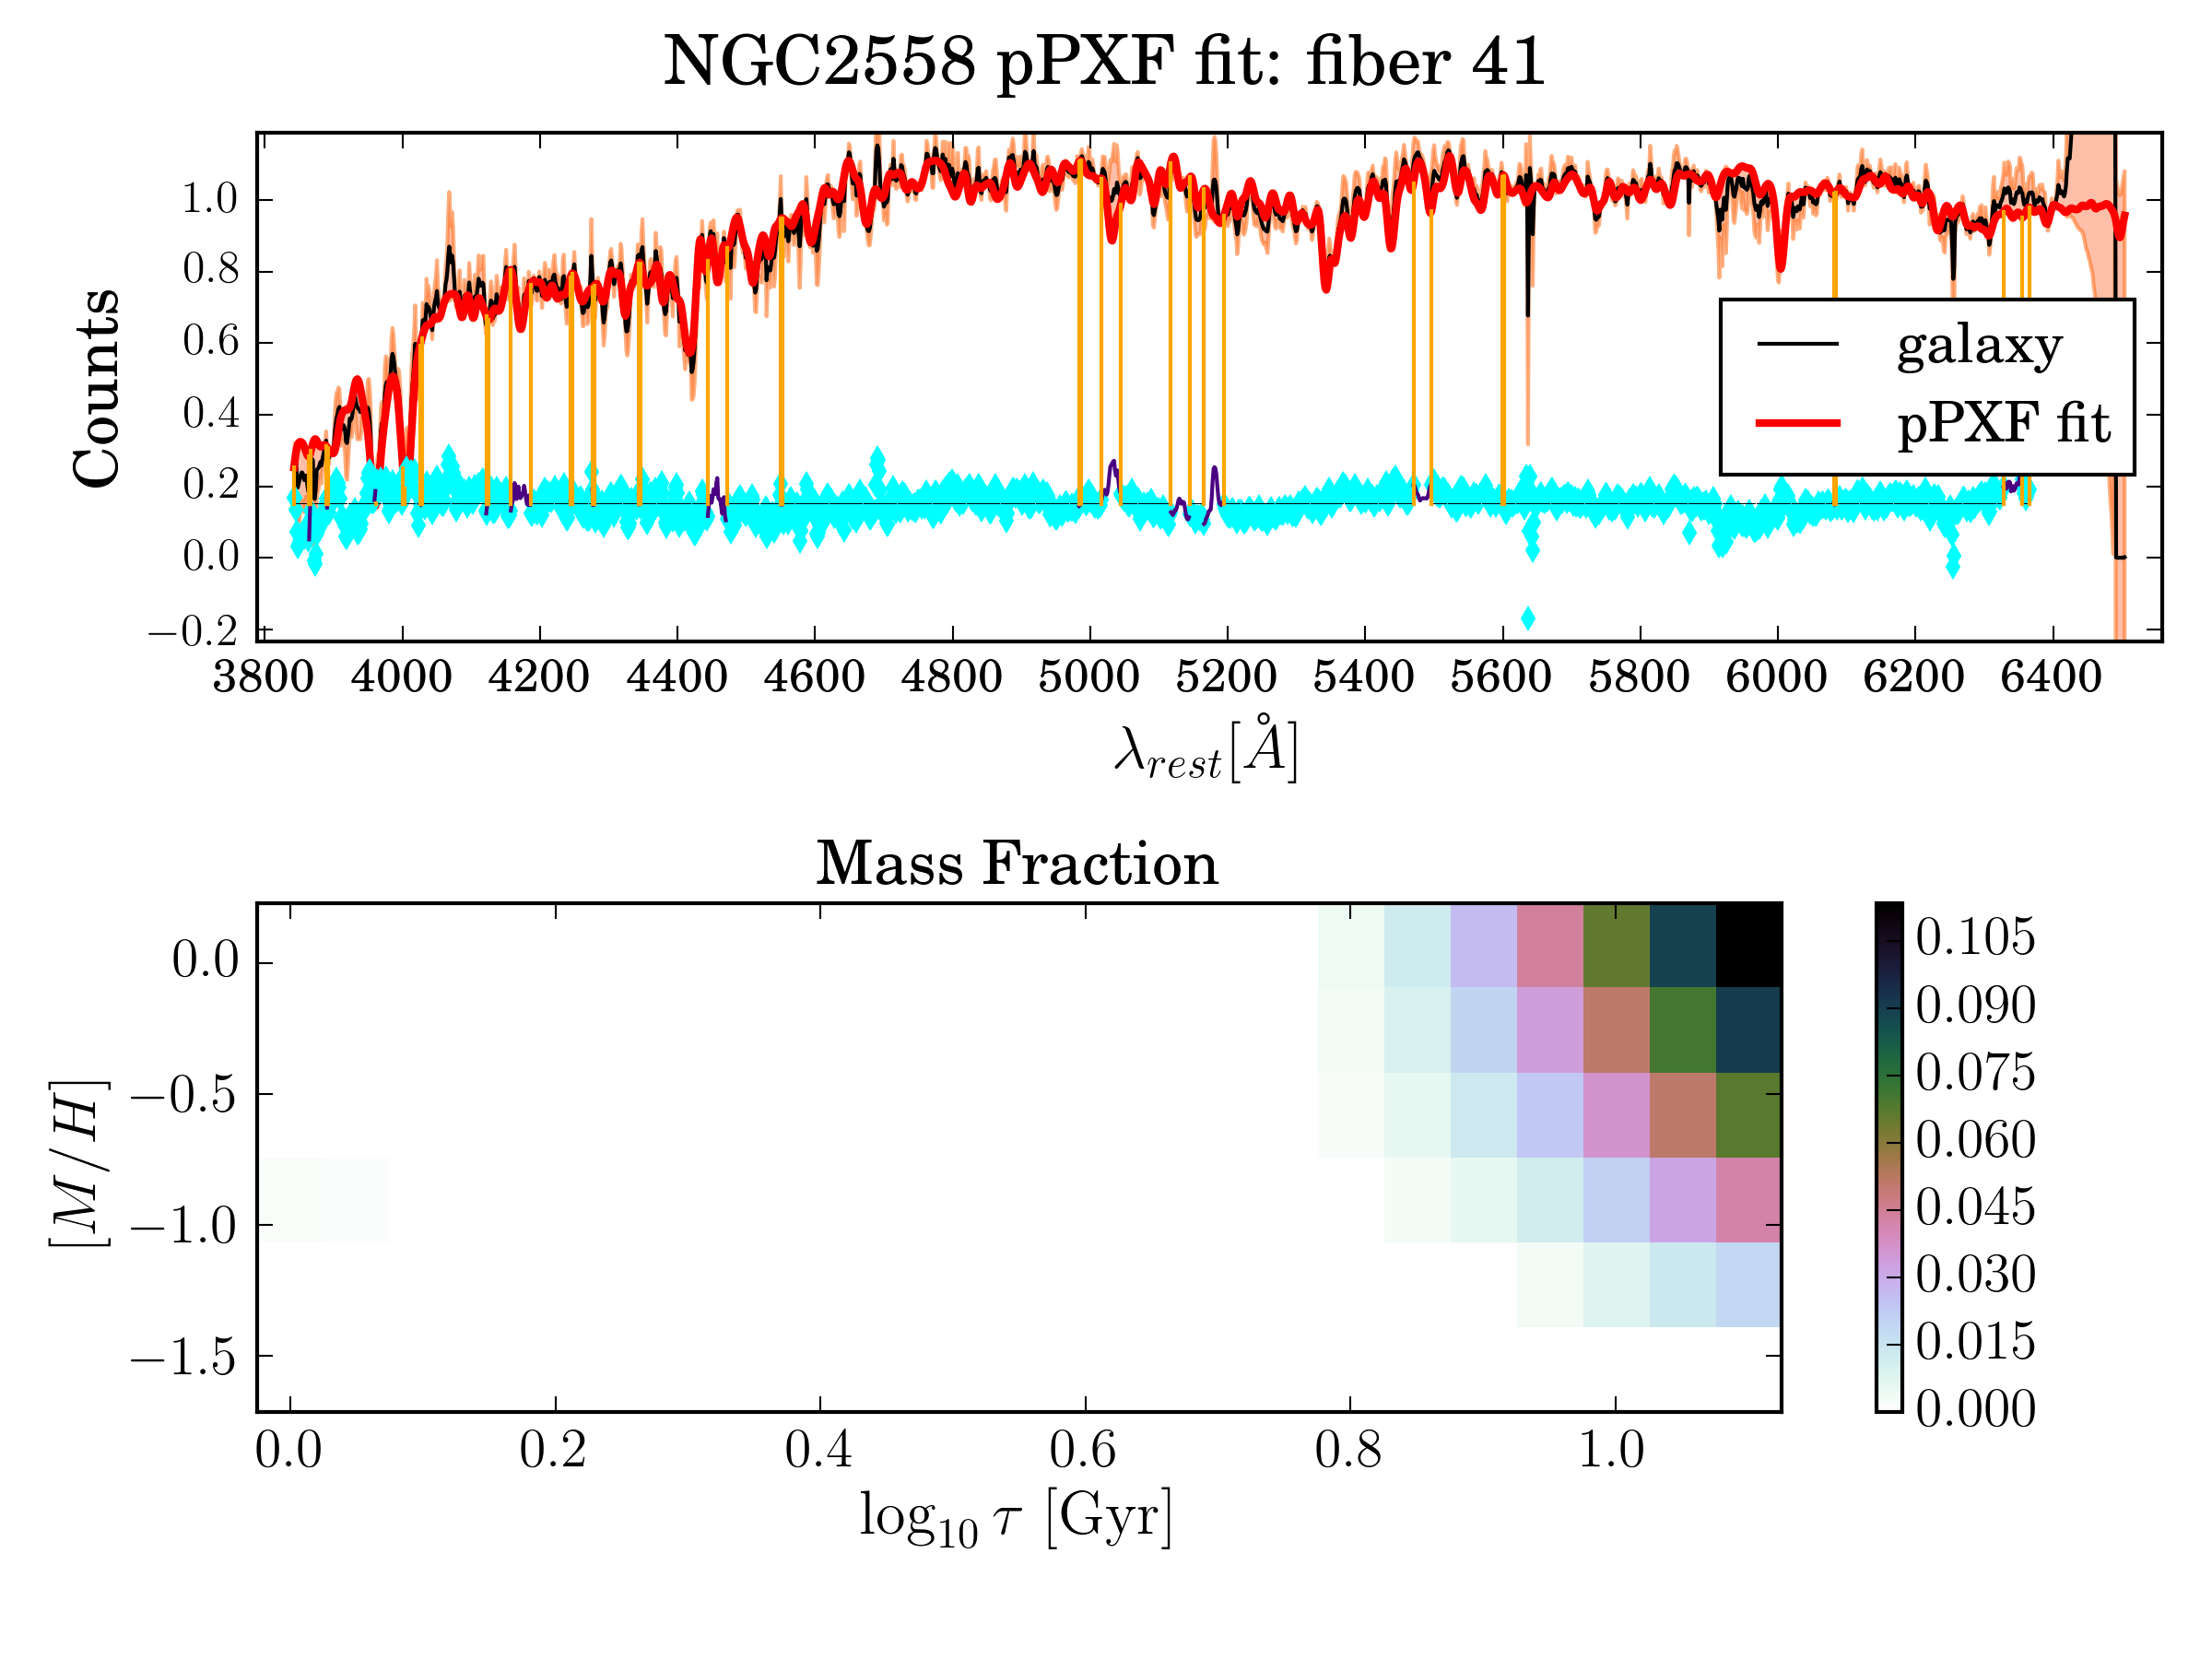 NGC2558 pPXF fit: fiber 41
Counts
1.0
0.8
0.6
0.4
0.2
0.0
−0.2
galaxy
pPXF fit
3800 4000 4200 4400 4600 4800 5000 5200 5400 5600 5800 6000 6200 6400
λ_rest[Å]
Mass Fraction
[M/H]
0.0
−0.5
−1.0
−1.5
0.0 0.2 0.4 0.6 0.8 1.0
log₁₀ τ [Gyr]
0.105
0.090
0.075
0.060
0.045
0.030
0.015
0.000